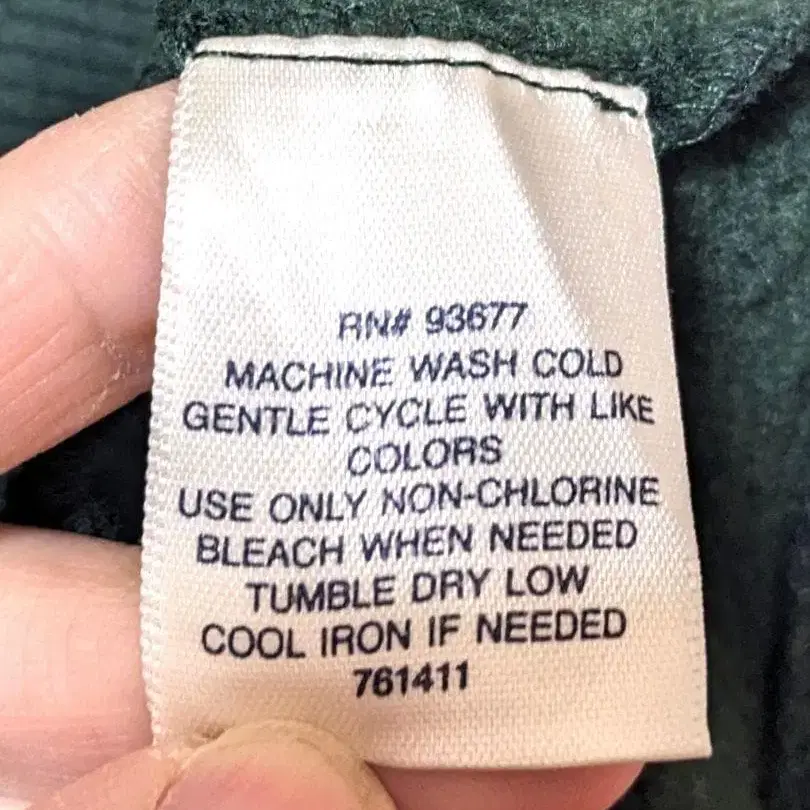 RN# 93677
MACHINE WASH COLD
GENTLE CYCLE WITH LIKE
COLORS
USE ONLY NON-CHLORINE
BLEACH WHEN NEEDED
TUMBLE DRY LOW
COOL IRON IF NEEDED
761411